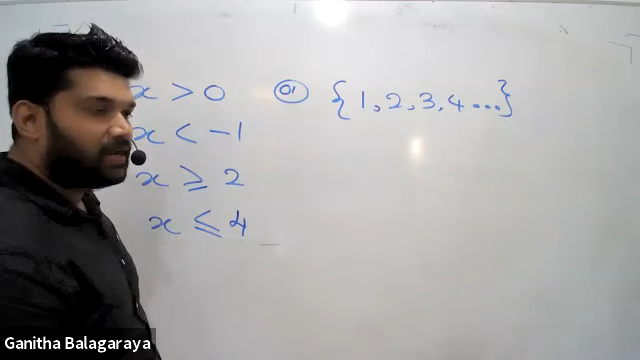 x > 0 01 { 1, 2, 3, 4 ... }
x < -1
x ≥ 2
x ≤ 4
Ganitha Balagaraya